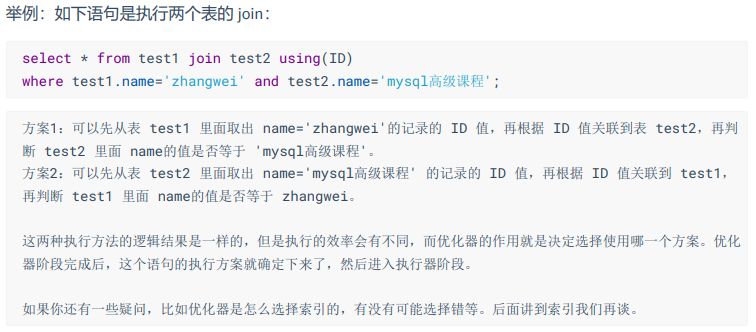 举例：如下语句是执行两个表的 join：
select * from test1 join test2 using(ID)
where test1.name='zhangwei' and test2.name='mysql高级课程';
方案1：可以先从表 test1 里面取出 name='zhangwei'的记录的 ID 值，再根据 ID 值关联到表 test2，再判
断 test2 里面 name的值是否等于 'mysql高级课程'。
方案2：可以先从表 test2 里面取出 name='mysql高级课程' 的记录的 ID 值，再根据 ID 值关联到 test1，
再判断 test1 里面 name的值是否等于 zhangwei。
这两种执行方法的逻辑结果是一样的，但是执行的效率会有不同，而优化器的作用就是决定选择使用哪一个方案。优化
器阶段完成后，这个语句的执行方案就确定下来了，然后进入执行器阶段。
如果你还有一些疑问，比如优化器是怎么选择索引的，有没有可能选择错等。后面讲到索引我们再谈。